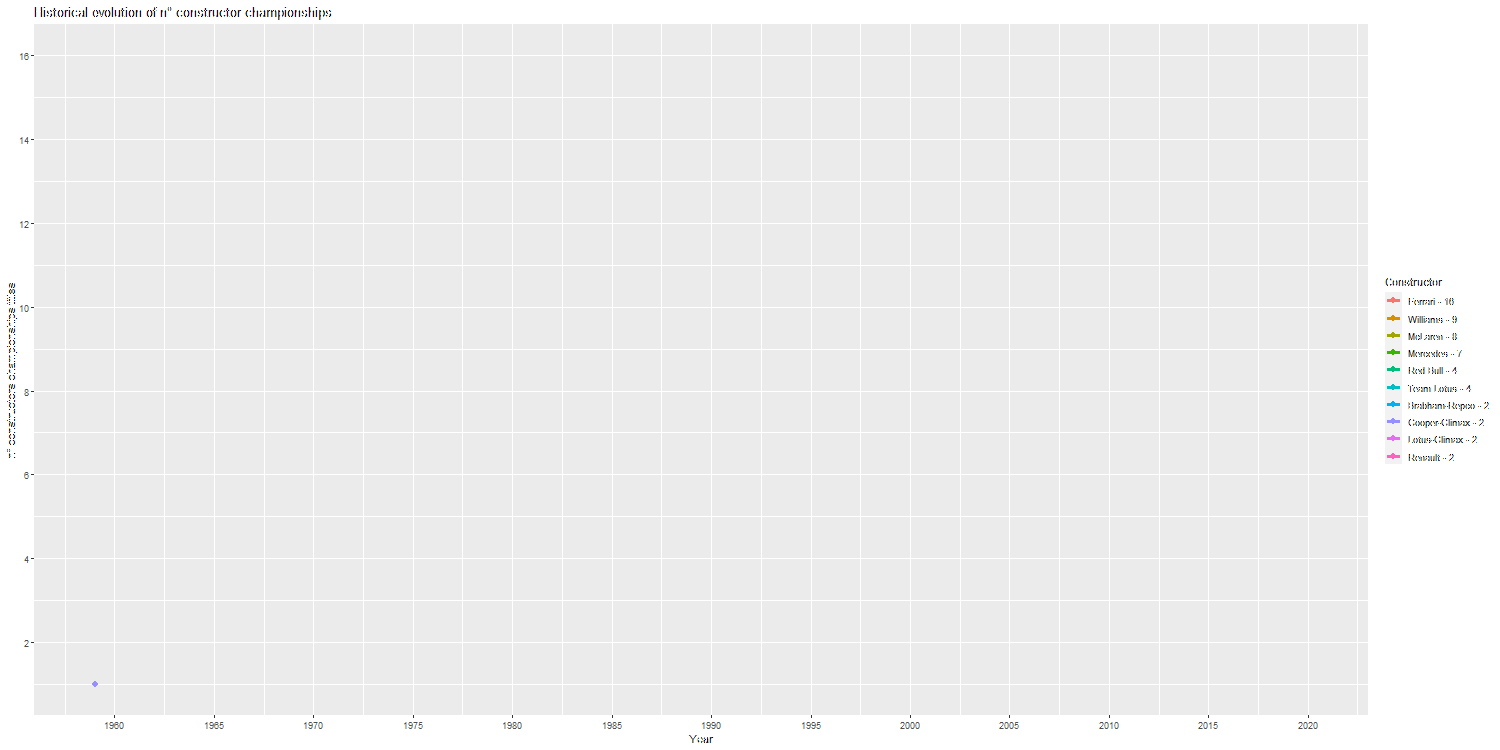 Historical evolution of n° constructor championships
n° constructors championships titles
16
14
12
10
8
6
4
2
1960 1965 1970 1975 1980 1985 1990 1995 2000 2005 2010 2015 2020
Year
Constructor
Ferrari - 16
Williams - 9
McLaren - 8
Mercedes - 7
Red Bull - 4
Team Lotus - 4
Brabham-Repco - 2
Cooper-Climax - 2
Lotus-Climax - 2
Renault - 2